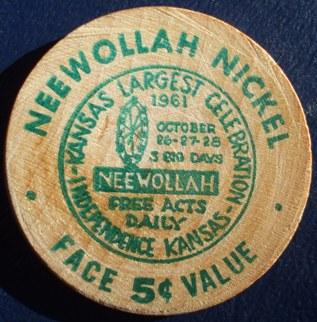 NEEWOLLAH NICKEL
KANSAS LARGEST CELEBRATION
1961
OCTOBER
26-27-28
3 BIG DAYS
NEEWOLLAH
FREE ACTS
DAILY
INDEPENDENCE KANSAS
FACE 5¢ VALUE